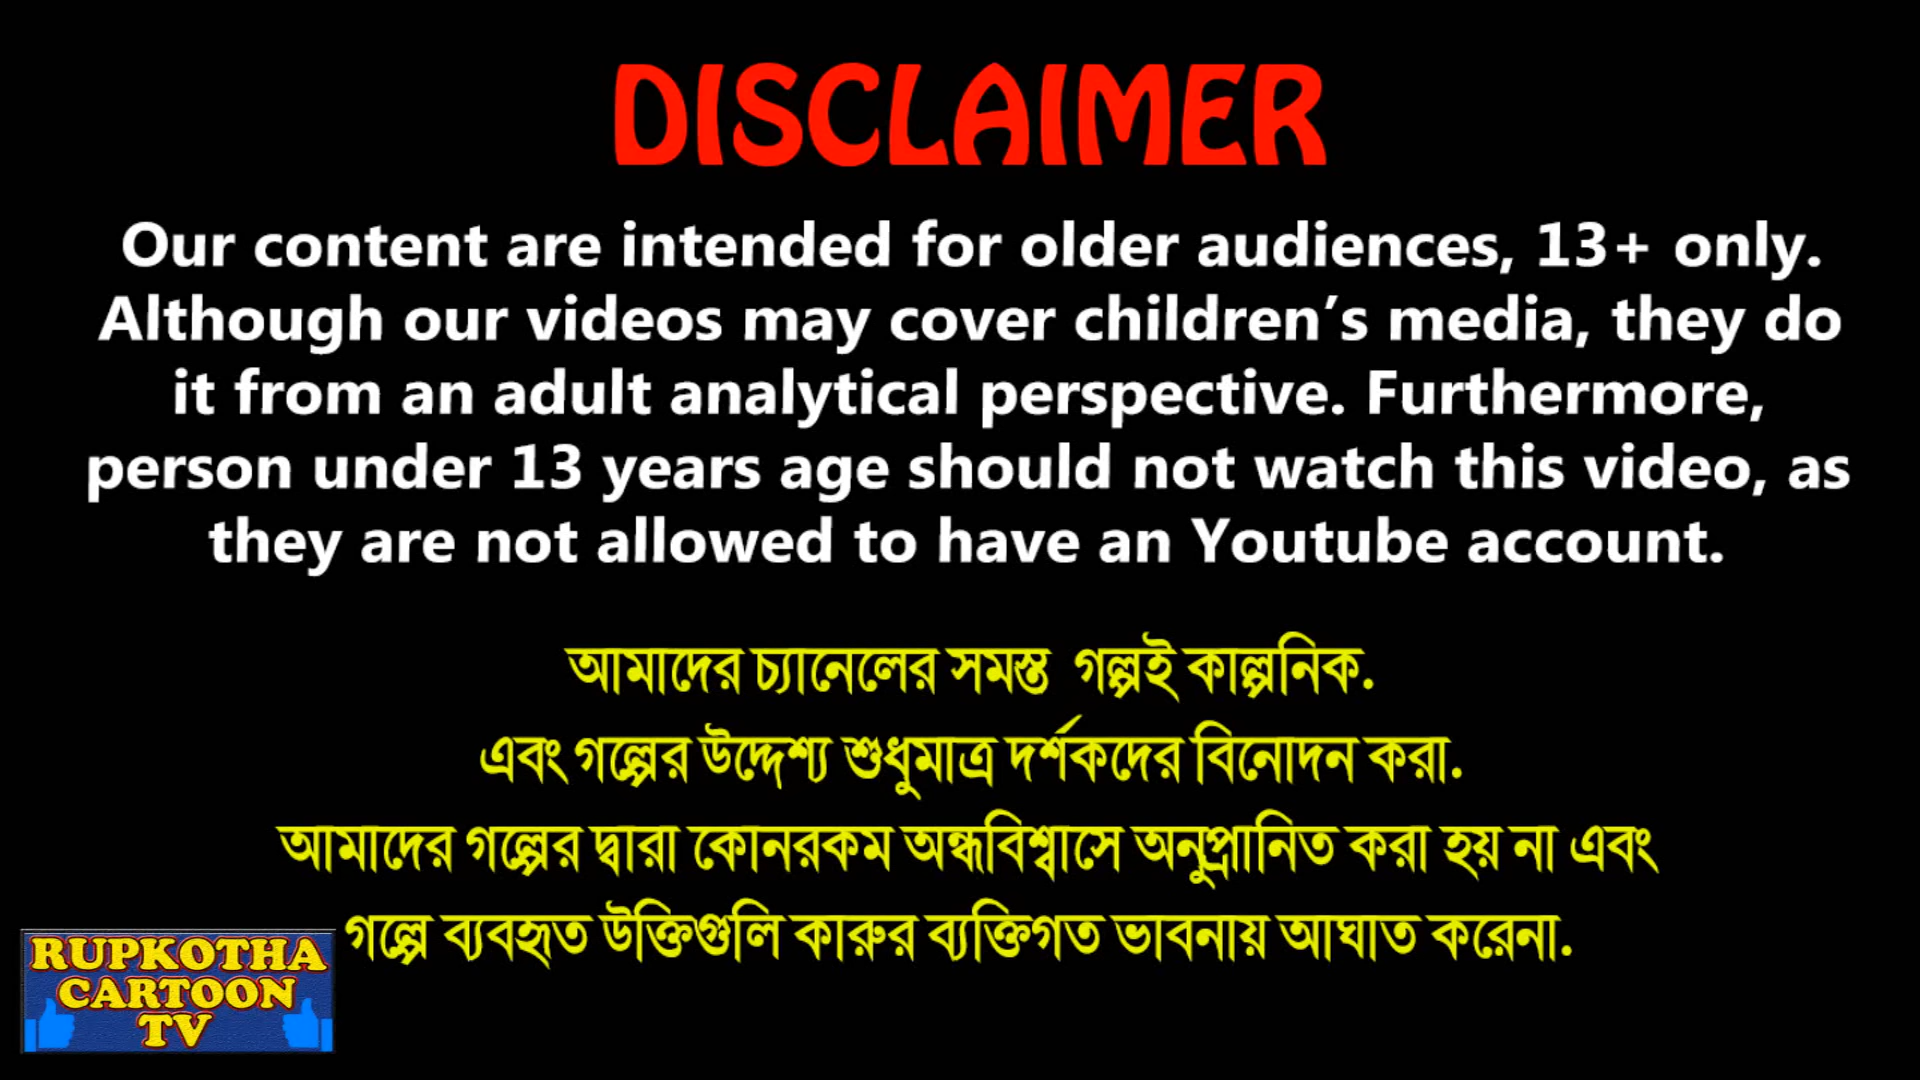 DISCLAIMER
Our content are intended for older audiences, 13+ only.
Although our videos may cover children’s media, they do
it from an adult analytical perspective. Furthermore,
person under 13 years age should not watch this video, as
they are not allowed to have an Youtube account.
আমাদের চ্যানেলের সমস্ত গল্পই কাল্পনিক.
এবং গল্পের উদ্দেশ্য শুধুমাত্র দর্শকদের বিনোদন করা.
আমাদের গল্পের দ্বারা কোনরকম অন্ধবিশ্বাসে অনুপ্রানিত করা হয় না এবং
গল্পে ব্যবহৃত উক্তিগুলি কারুর ব্যক্তিগত ভাবনায় আঘাত করেনা.
RUPKOTHA
CARTOON
TV